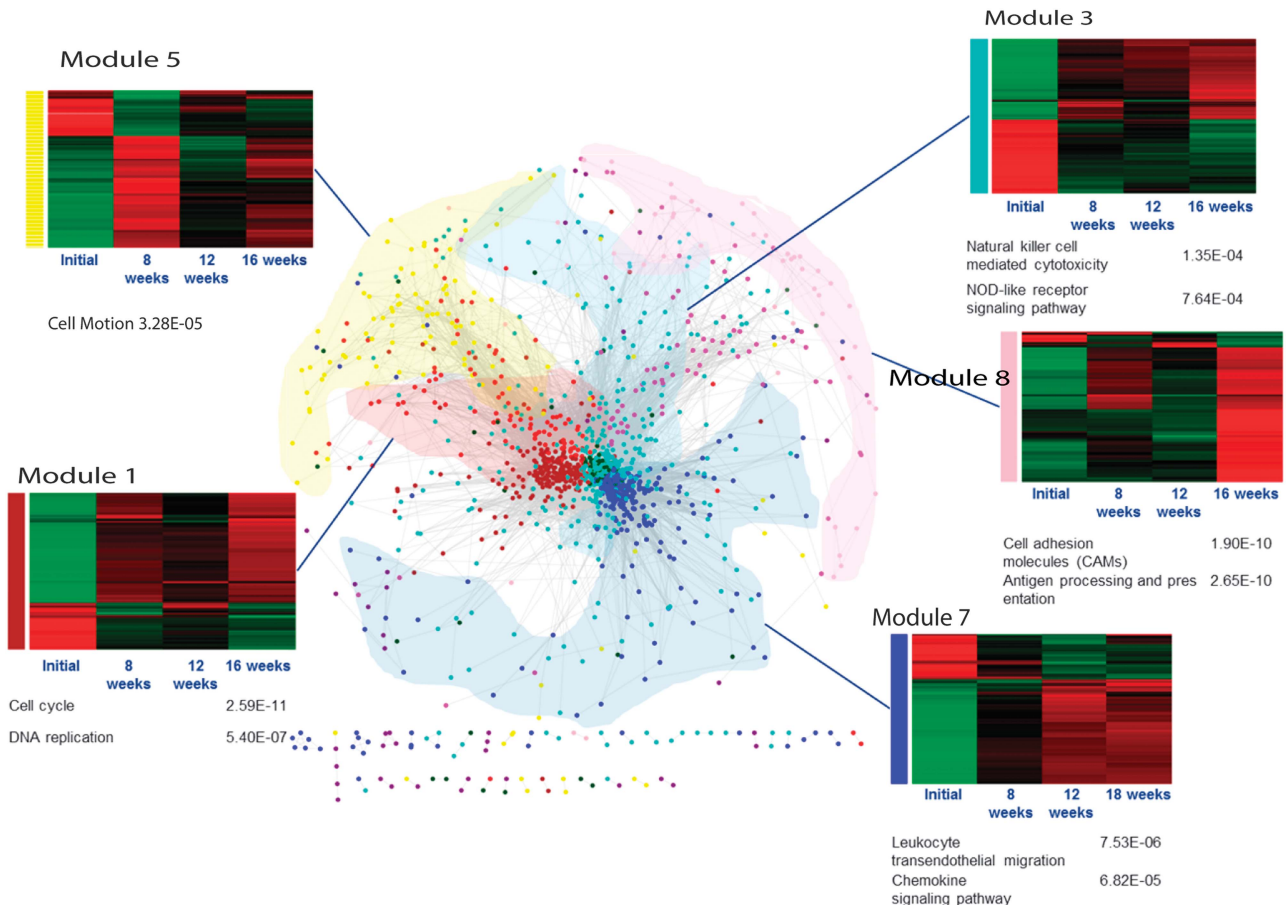 Module 5
Initial
8
weeks
12
weeks
16 weeks
Cell Motion 3.28E-05
Module 3
Initial
8
weeks
12
weeks
16 weeks
Natural killer cell
mediated cytotoxicity 1.35E-04
NOD-like receptor
signaling pathway 7.64E-04
Module 8
Initial
8
weeks
12
weeks
16 weeks
Cell adhesion 1.90E-10
molecules (CAMs)
Antigen processing and pres 2.65E-10
entation
Module 1
Initial
8
weeks
12
weeks
16 weeks
Cell cycle 2.59E-11
DNA replication 5.40E-07
Module 7
Initial
8
weeks
12
weeks
18 weeks
Leukocyte 7.53E-06
transendothelial migration
Chemokine 6.82E-05
signaling pathway